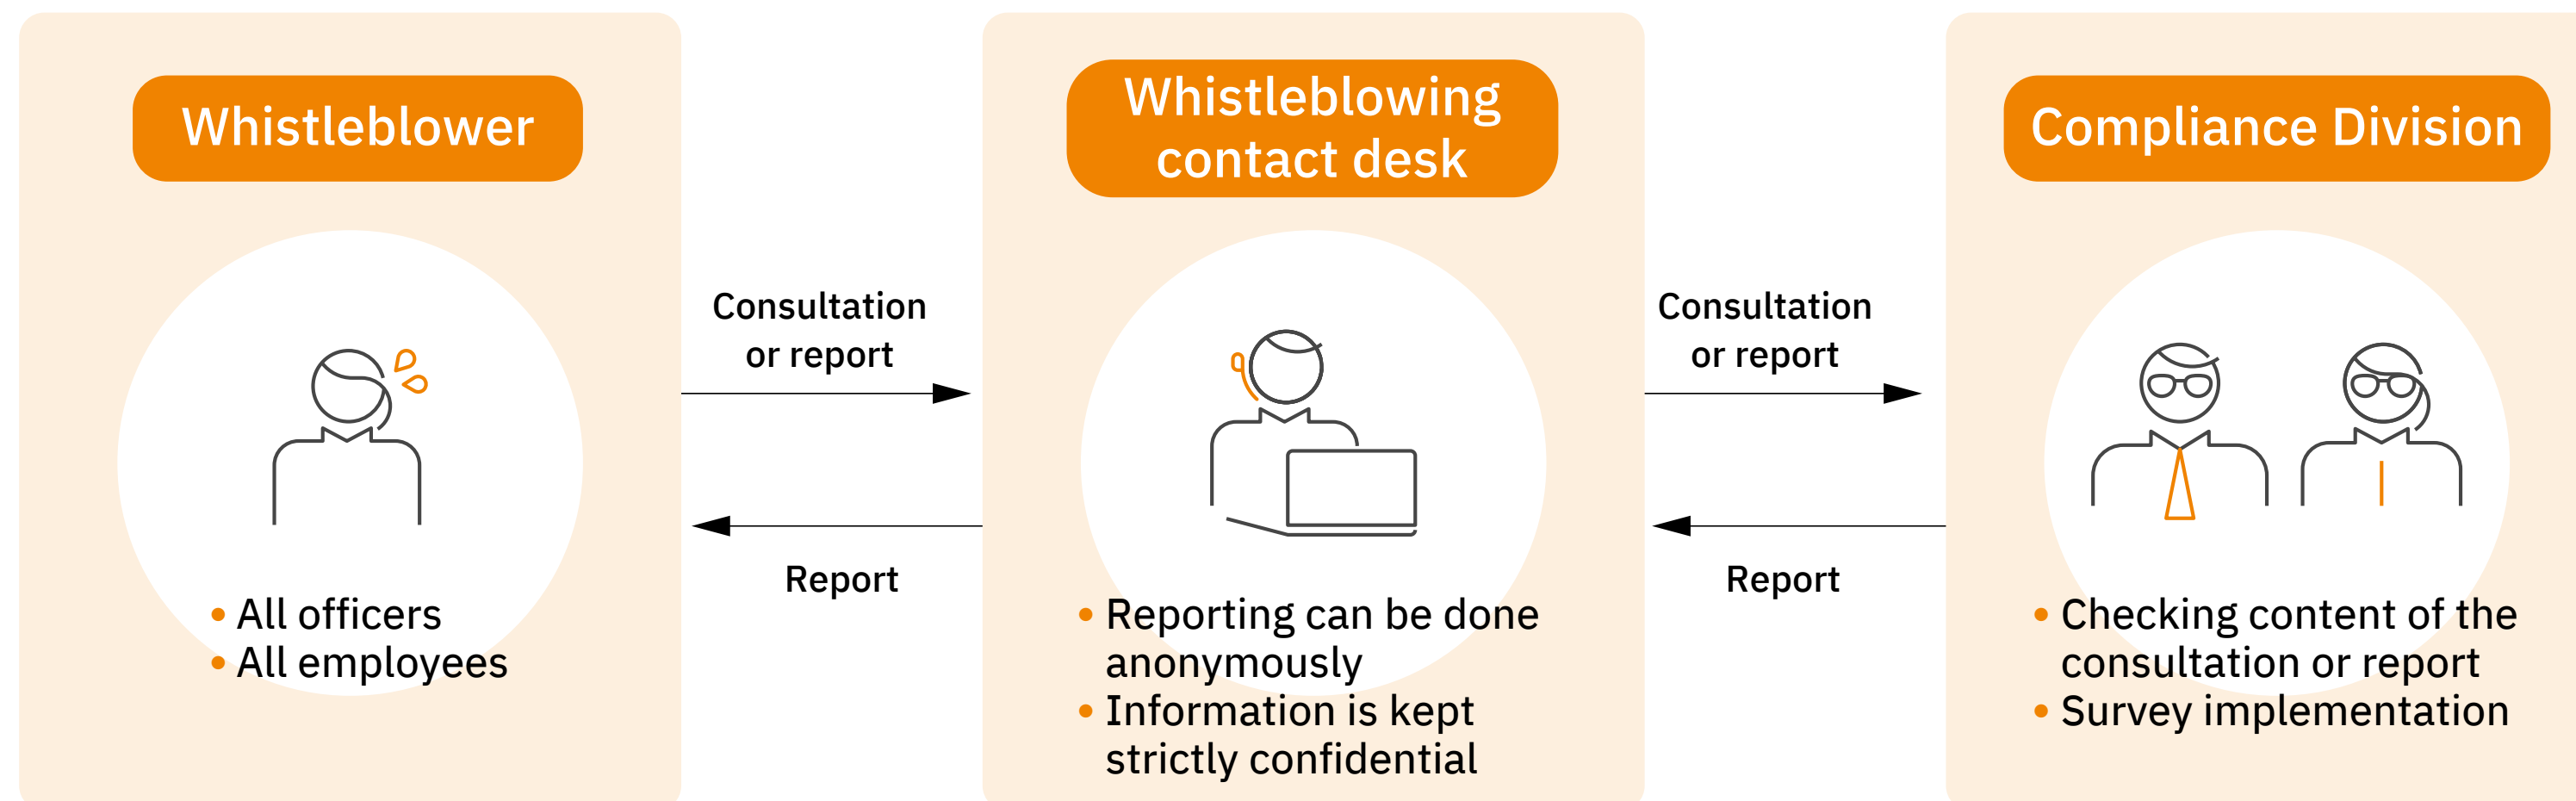 Whistleblower
• All officers
• All employees
Consultation
or report
Report
Whistleblowing
contact desk
• Reporting can be done
anonymously
• Information is kept
strictly confidential
Consultation
or report
Report
Compliance Division
• Checking content of the
consultation or report
• Survey implementation